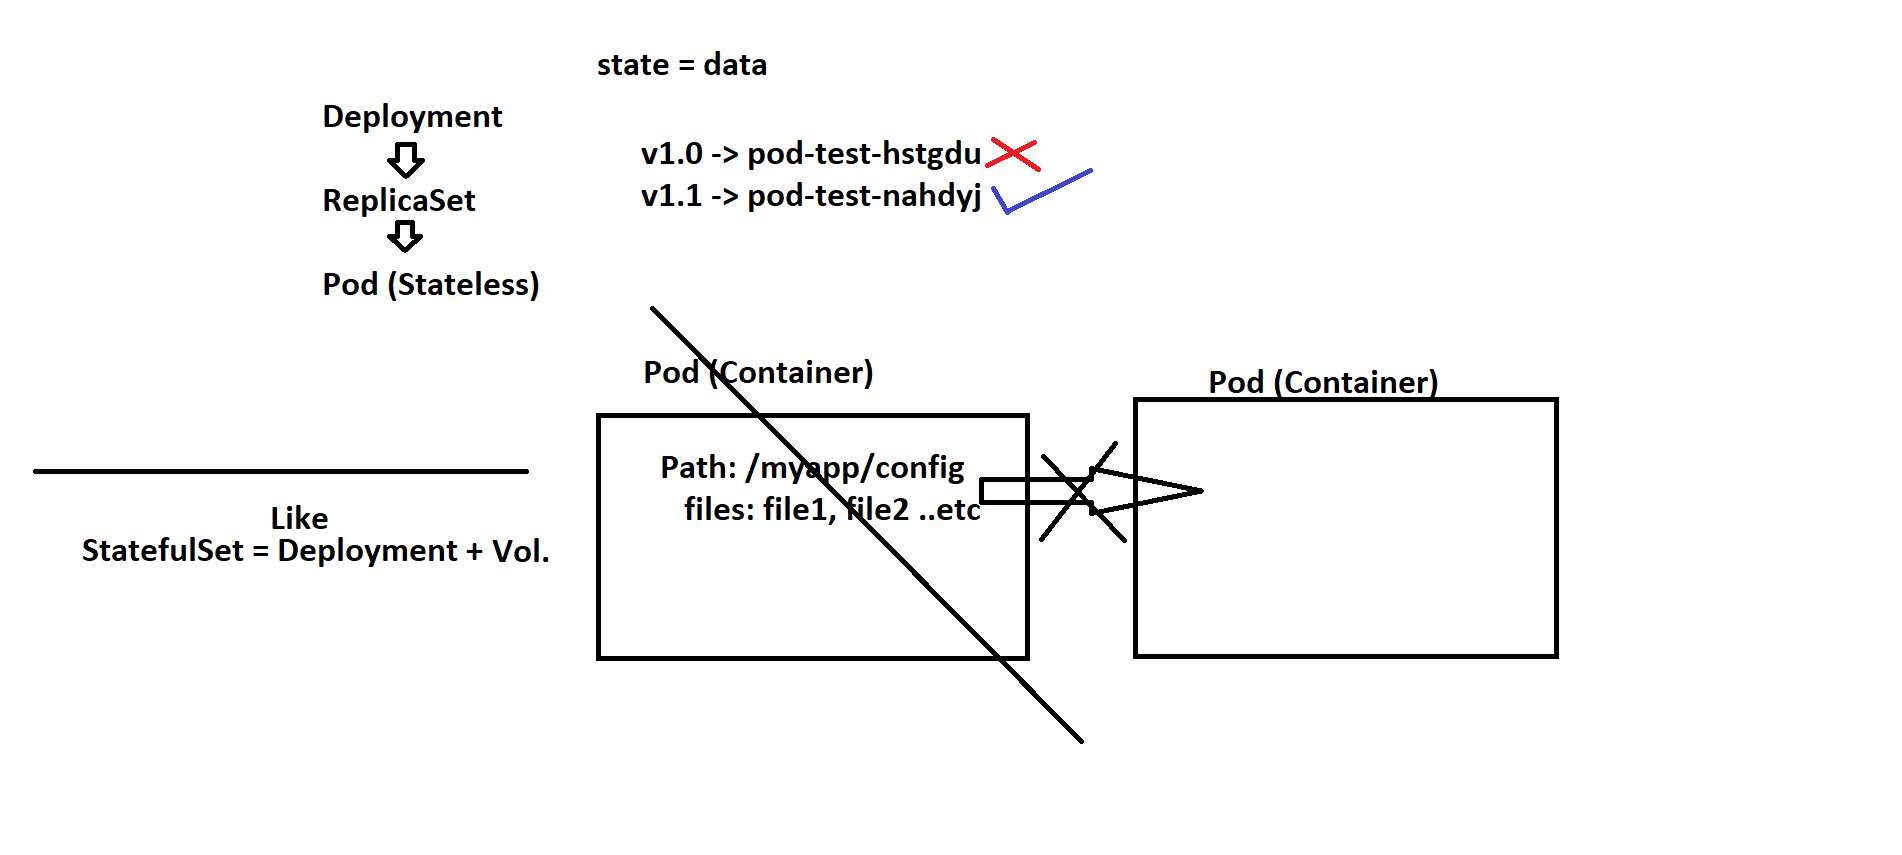 state = data
Deployment
ReplicaSet
Pod (Stateless)
v1.0 -> pod-test-hstgdu
v1.1 -> pod-test-nahdyj
Pod (Container)
Path: /myapp/config
files: file1, file2 ..etc
Pod (Container)
Like
StatefulSet = Deployment + Vol.